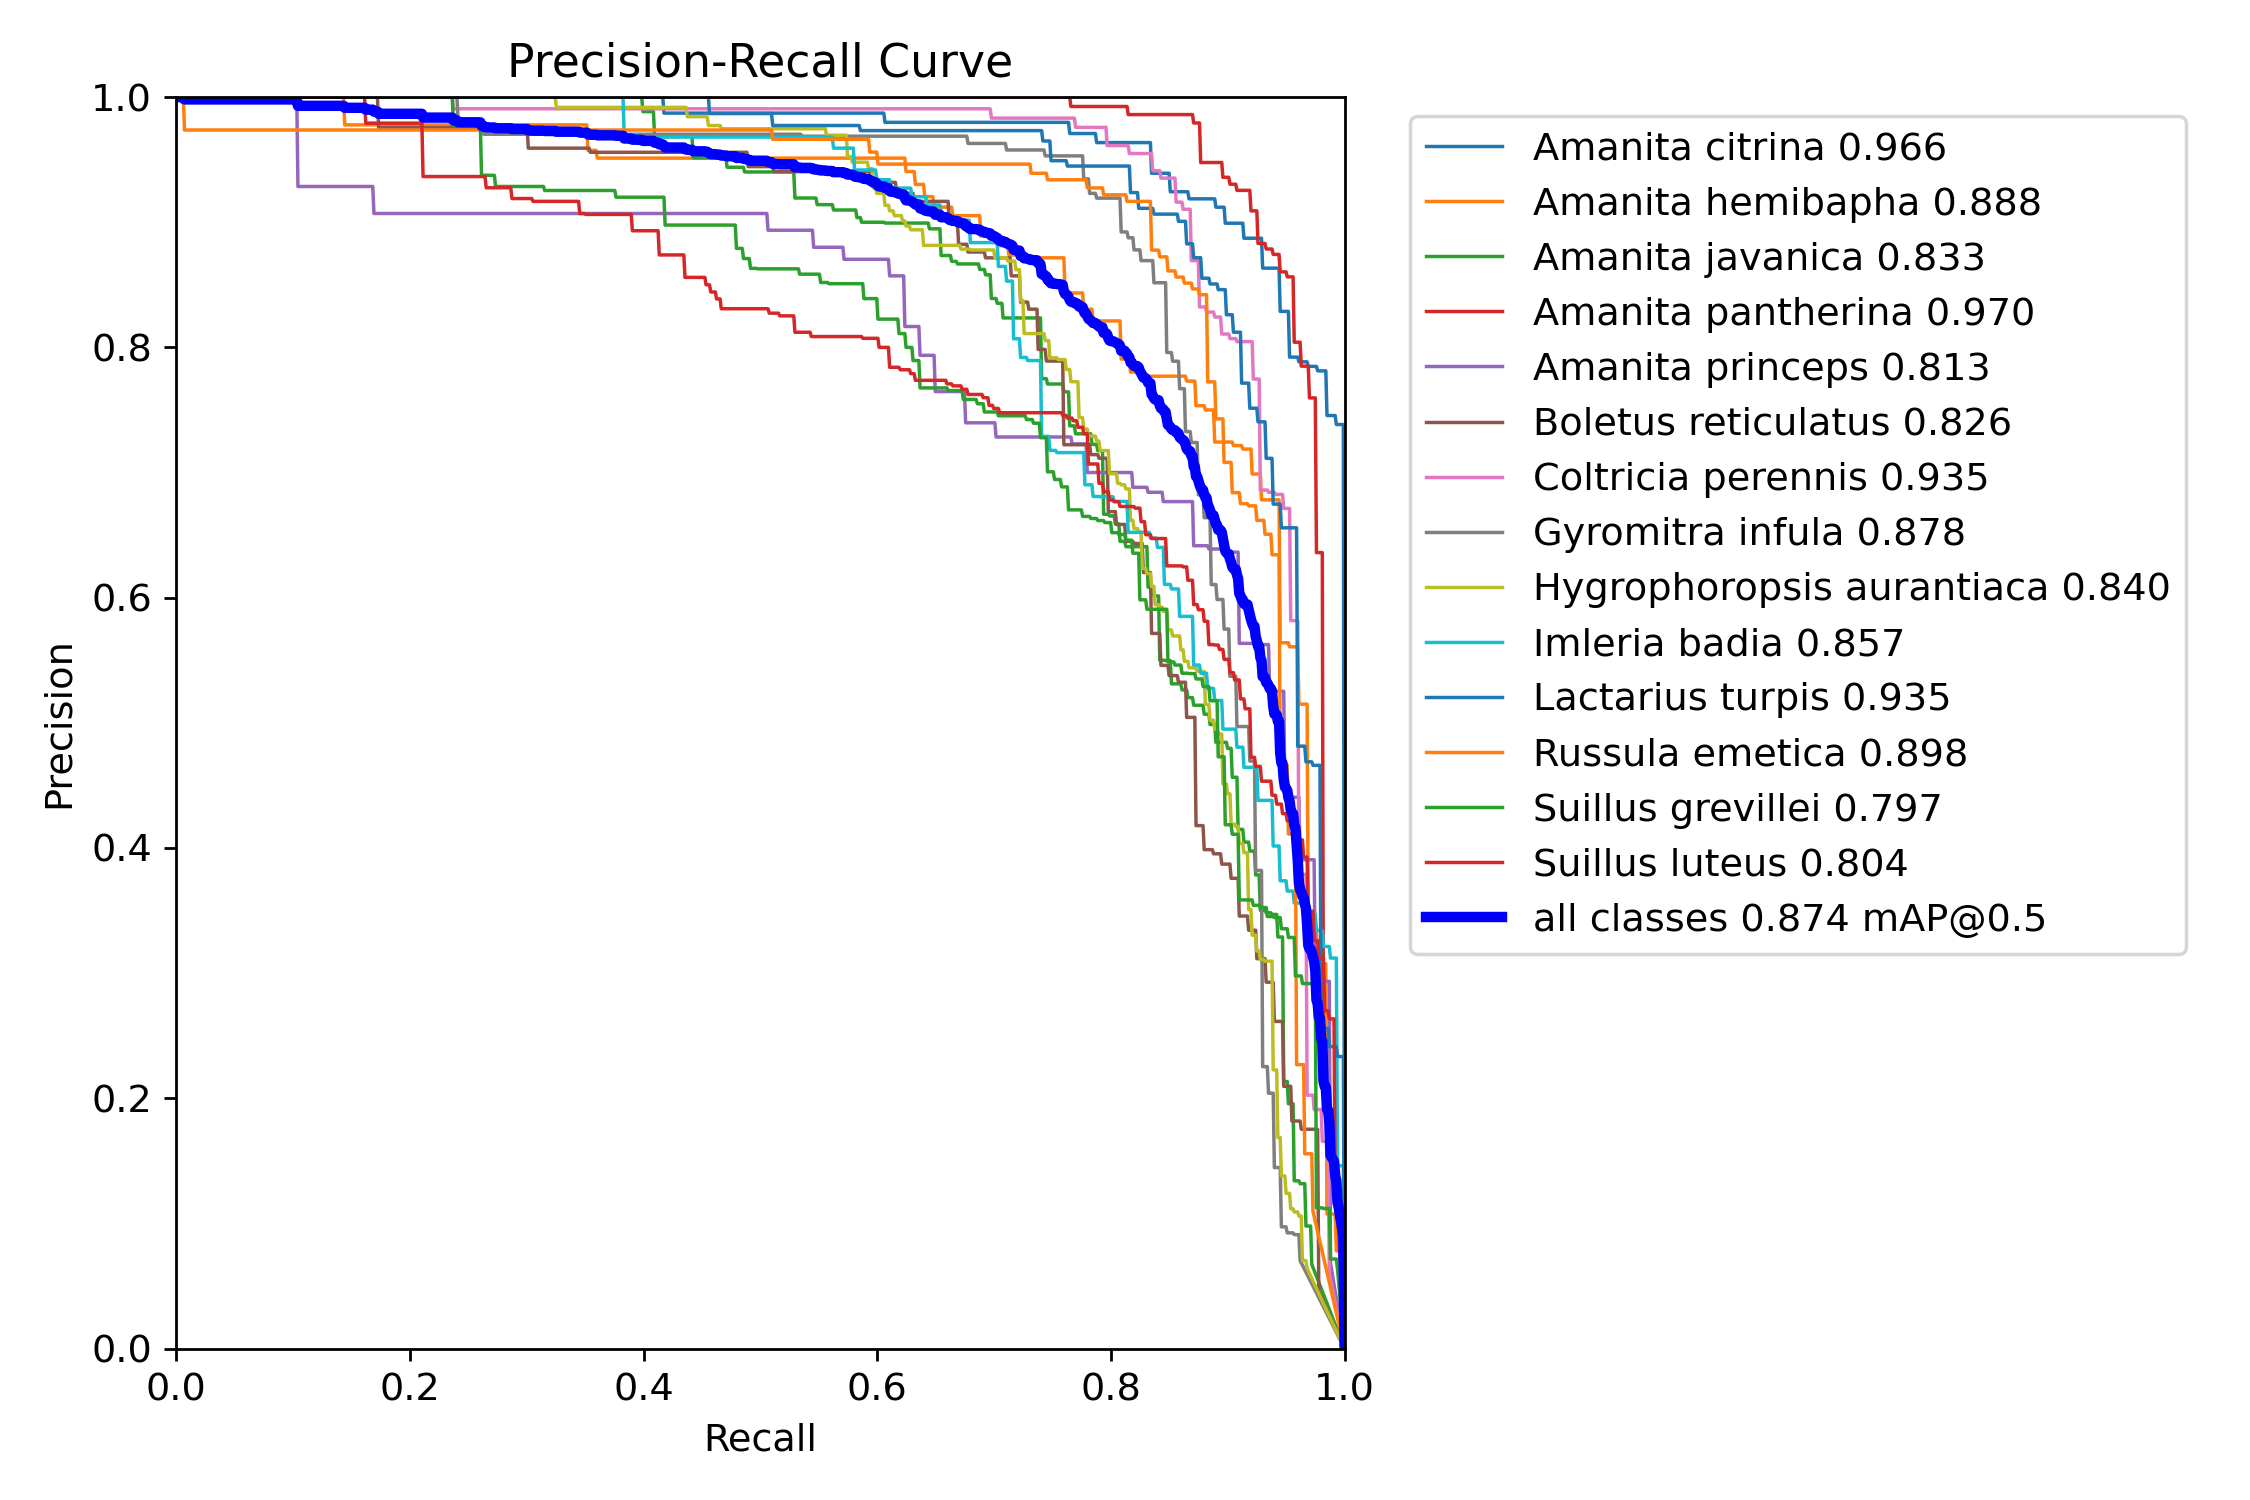 Precision-Recall Curve
1.0
0.8
0.6
0.4
0.2
0.0
Precision
0.0 0.2 0.4 0.6 0.8 1.0
Recall
Amanita citrina 0.966
Amanita hemibapha 0.888
Amanita javanica 0.833
Amanita pantherina 0.970
Amanita princeps 0.813
Boletus reticulatus 0.826
Coltricia perennis 0.935
Gyromitra infula 0.878
Hygrophoropsis aurantiaca 0.840
Imleria badia 0.857
Lactarius turpis 0.935
Russula emetica 0.898
Suillus grevillei 0.797
Suillus luteus 0.804
all classes 0.874 mAP@0.5